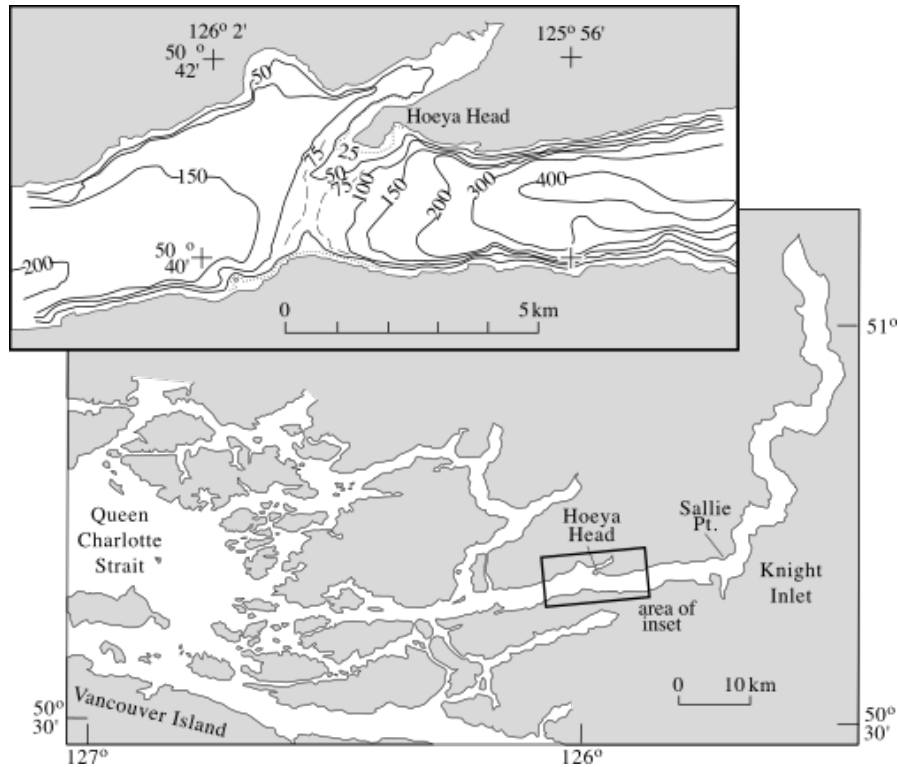 126° 2'
50°
42'
125° 56'
50
Hoeya Head
75
25
50
75
100
150
200
300
400
150
200
50°
40'
0
5 km
51°
Queen
Charlotte
Strait
Hoeya
Head
Sallie
Pt.
Knight
Inlet
area of
inset
0
10 km
Vancouver Island
50°
30'
50°
30'
127°
126°